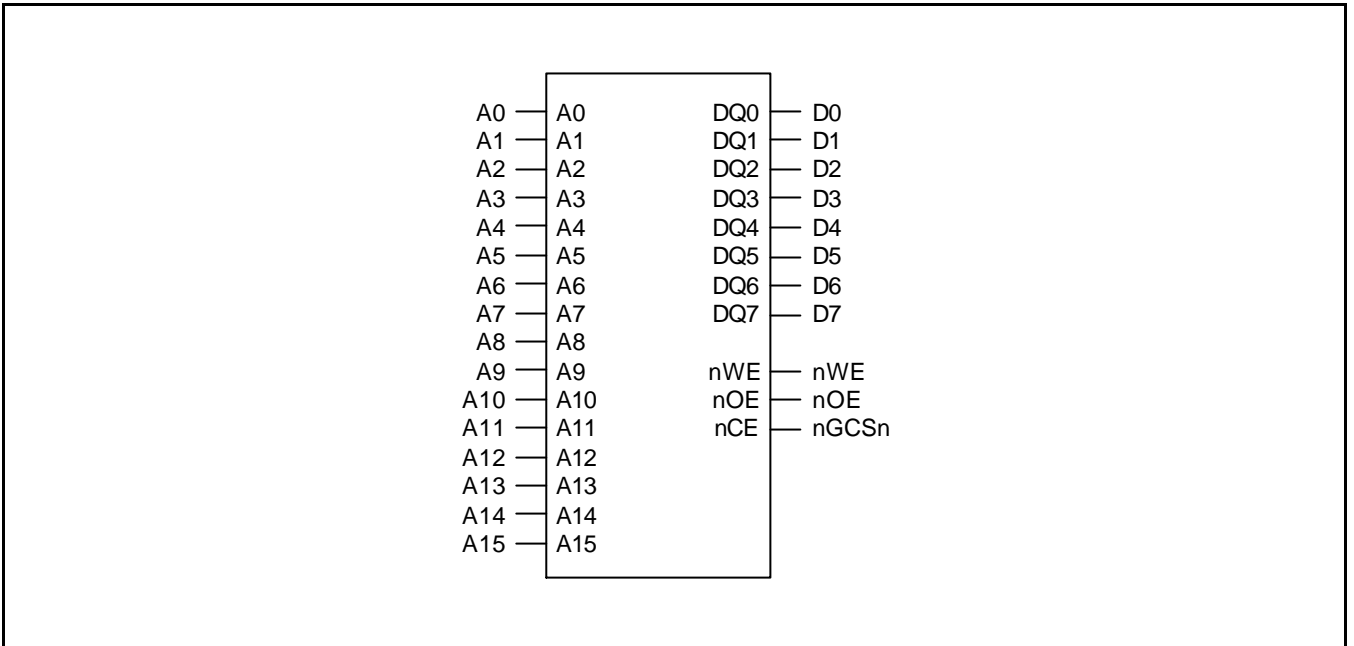 A0 A0 DQ0 D0
A1 A1 DQ1 D1
A2 A2 DQ2 D2
A3 A3 DQ3 D3
A4 A4 DQ4 D4
A5 A5 DQ5 D5
A6 A6 DQ6 D6
A7 A7 DQ7 D7
A8 A8
A9 A9 nWE nWE
A10 A10 nOE nOE
A11 A11 nCE nGCSn
A12 A12
A13 A13
A14 A14
A15 A15